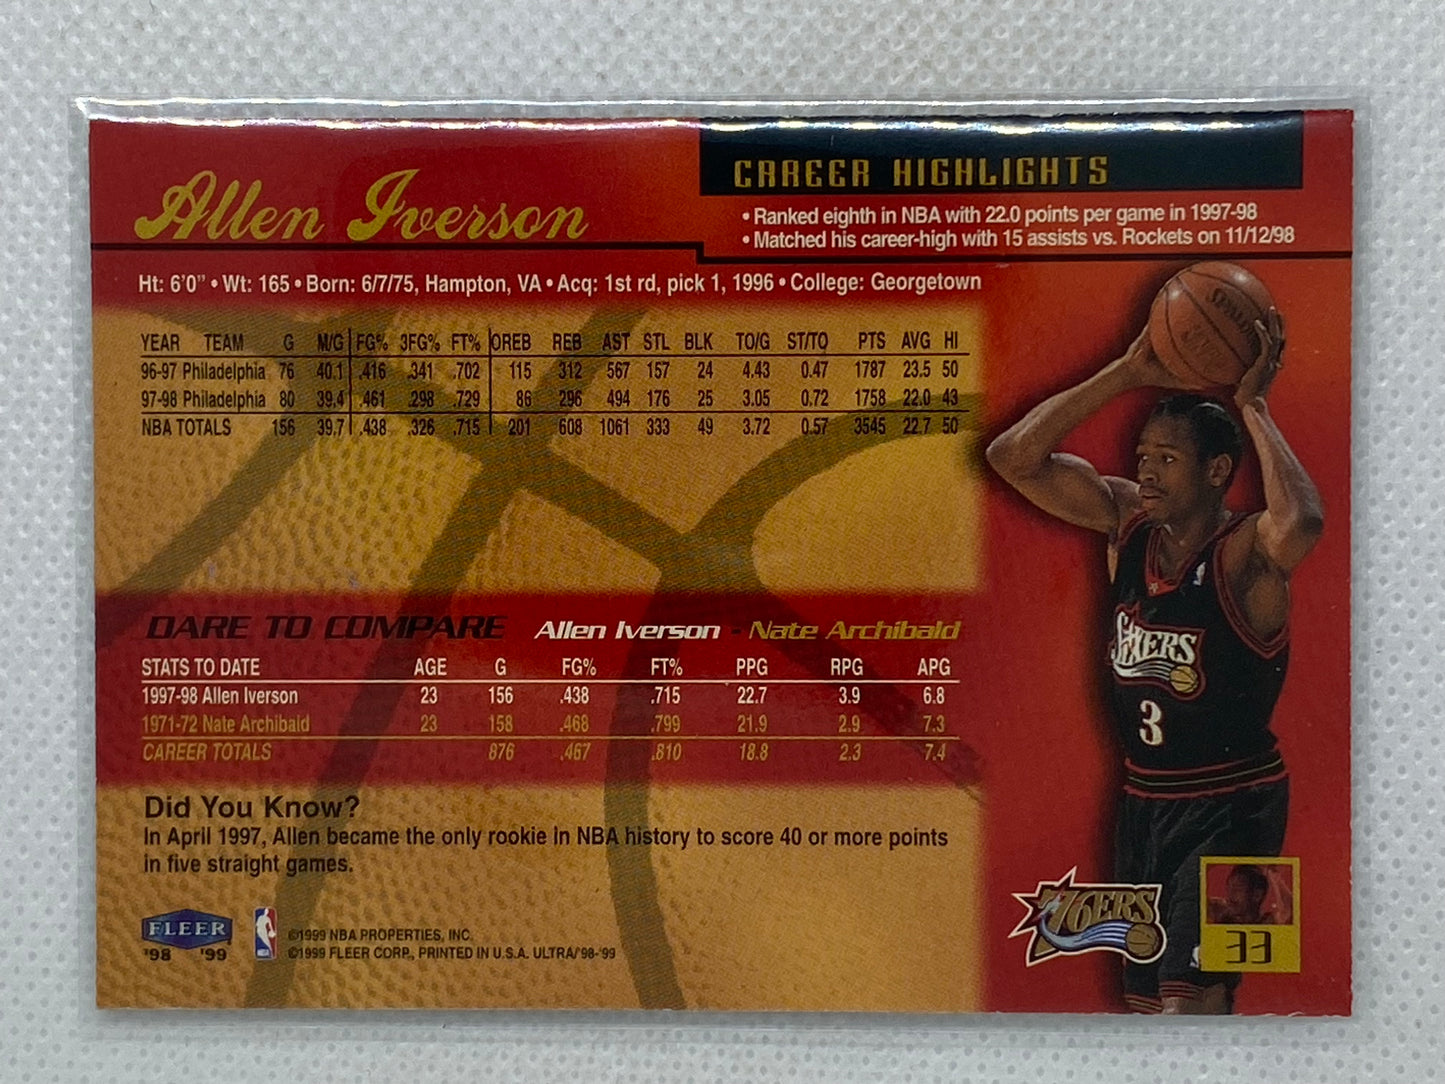 Allen Iverson
CAREER HIGHLIGHTS
• Ranked eighth in NBA with 22.0 points per game in 1997-98
• Matched his career-high with 15 assists vs. Rockets on 11/12/98
Ht: 6'0" • Wt: 165 • Born: 6/7/75, Hampton, VA • Acq: 1st rd, pick 1, 1996 • College: Georgetown
YEAR TEAM G M/G FG% 3FG% FT% OREB REB AST STL BLK TO/G ST/TO PTS AVG HI
96-97 Philadelphia 76 40.1 .416 .341 .702 115 312 567 157 24 4.43 0.47 1787 23.5 50
97-98 Philadelphia 80 39.4 .461 .298 .729 86 296 494 176 25 3.05 0.72 1758 22.0 43
NBA TOTALS 156 39.7 .438 .326 .715 201 608 1061 333 49 3.72 0.57 3545 22.7 50
SPALDING
SIXERS
3
DARE TO COMPARE Allen Iverson - Nate Archibald
STATS TO DATE AGE G FG% FT% PPG RPG APG
1997-98 Allen Iverson 23 156 .438 .715 22.7 3.9 6.8
1971-72 Nate Archibald 23 158 .468 .799 21.9 2.9 7.3
CAREER TOTALS 876 .467 .810 18.8 2.3 7.4
Did You Know?
In April 1997, Allen became the only rookie in NBA history to score 40 or more points
in five straight games.
FLEER
'98 '99
©1999 NBA PROPERTIES, INC.
©1999 FLEER CORP., PRINTED IN U.S.A. ULTRA/'98-'99
76ERS
33